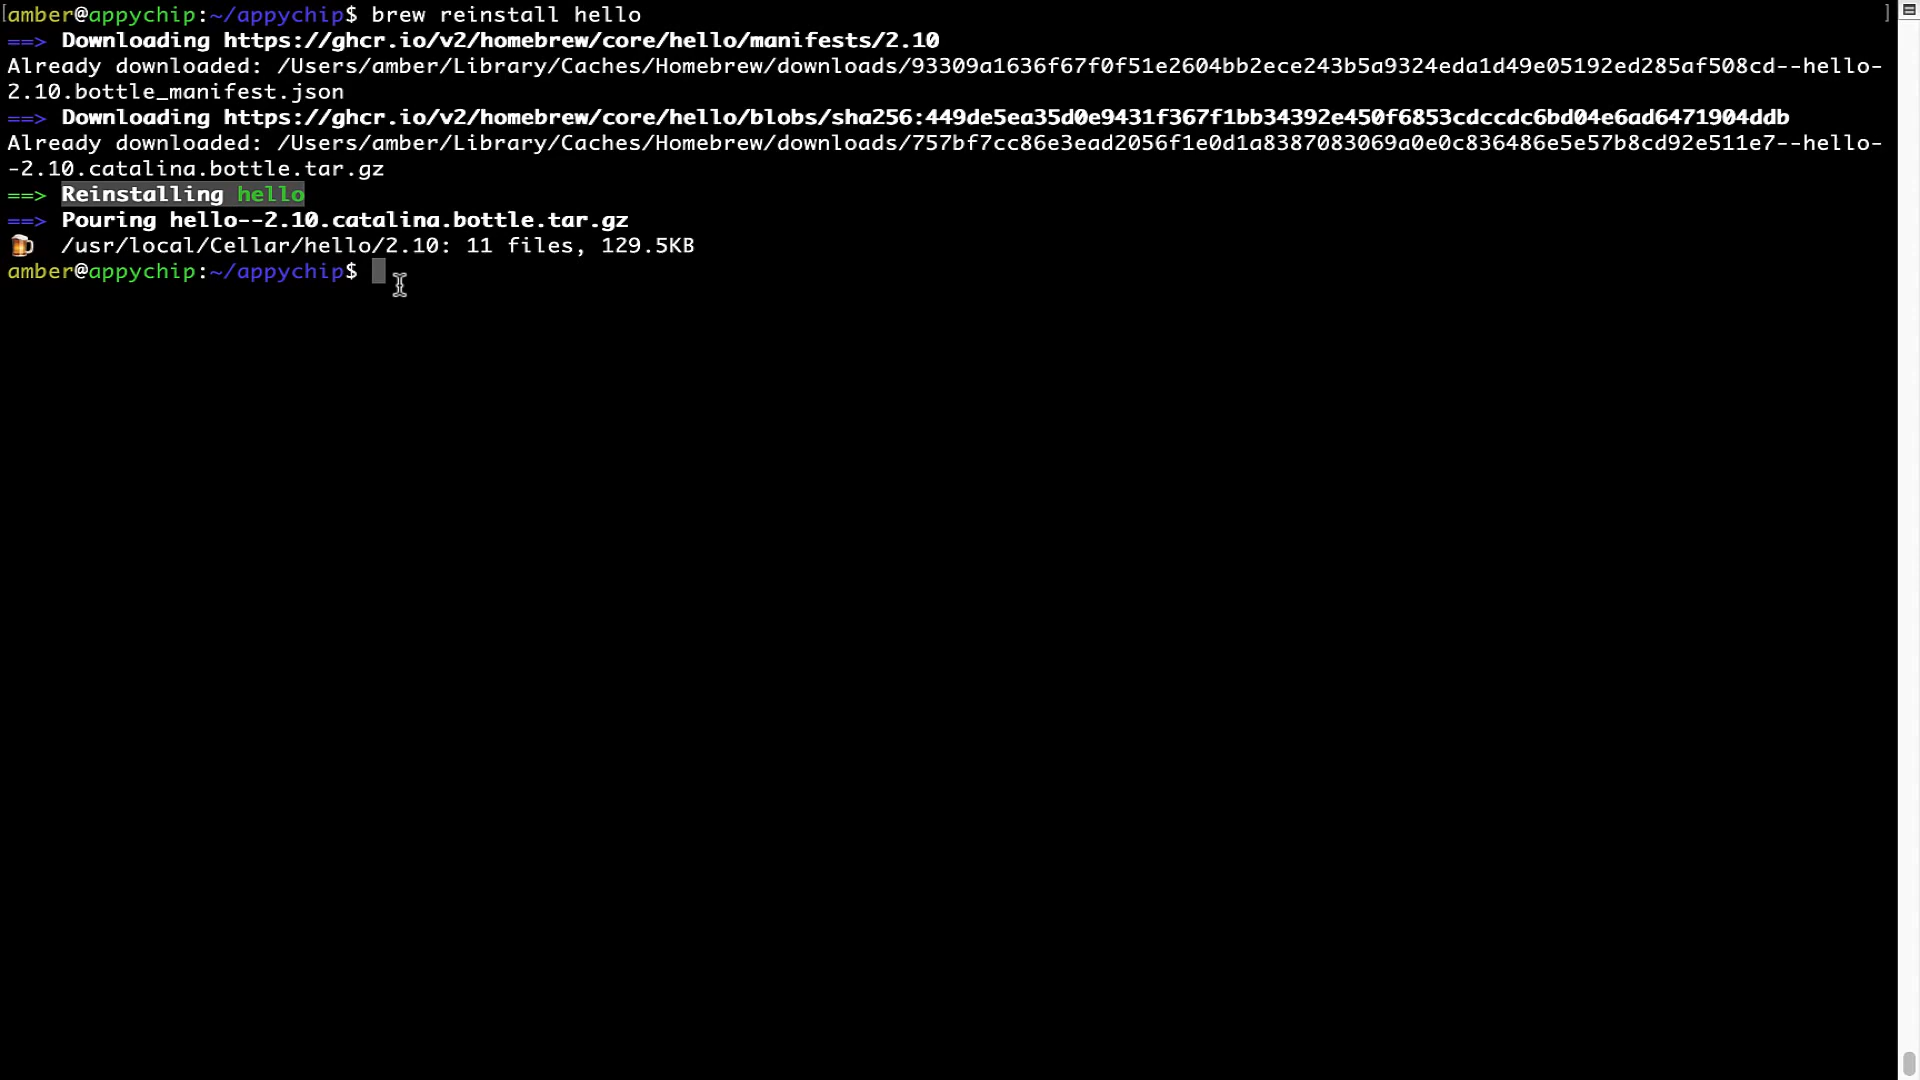 [amber@appychip:~/appychip$ brew reinstall hello ]
==> Downloading https://ghcr.io/v2/homebrew/core/hello/manifests/2.10
Already downloaded: /Users/amber/Library/Caches/Homebrew/downloads/93309a1636f67f0f51e2604bb2ece243b5a9324eda1d49e05192ed285af508cd--hello-
2.10.bottle_manifest.json
==> Downloading https://ghcr.io/v2/homebrew/core/hello/blobs/sha256:449de5ea35d0e9431f367f1bb34392e450f6853cdccdc6bd04e6ad6471904ddb
Already downloaded: /Users/amber/Library/Caches/Homebrew/downloads/757bf7cc86e3ead2056f1e0d1a8387083069a0e0c836486e5e57b8cd92e511e7--hello-
-2.10.catalina.bottle.tar.gz
==> Reinstalling hello
==> Pouring hello--2.10.catalina.bottle.tar.gz
🍺 /usr/local/Cellar/hello/2.10: 11 files, 129.5KB
amber@appychip:~/appychip$